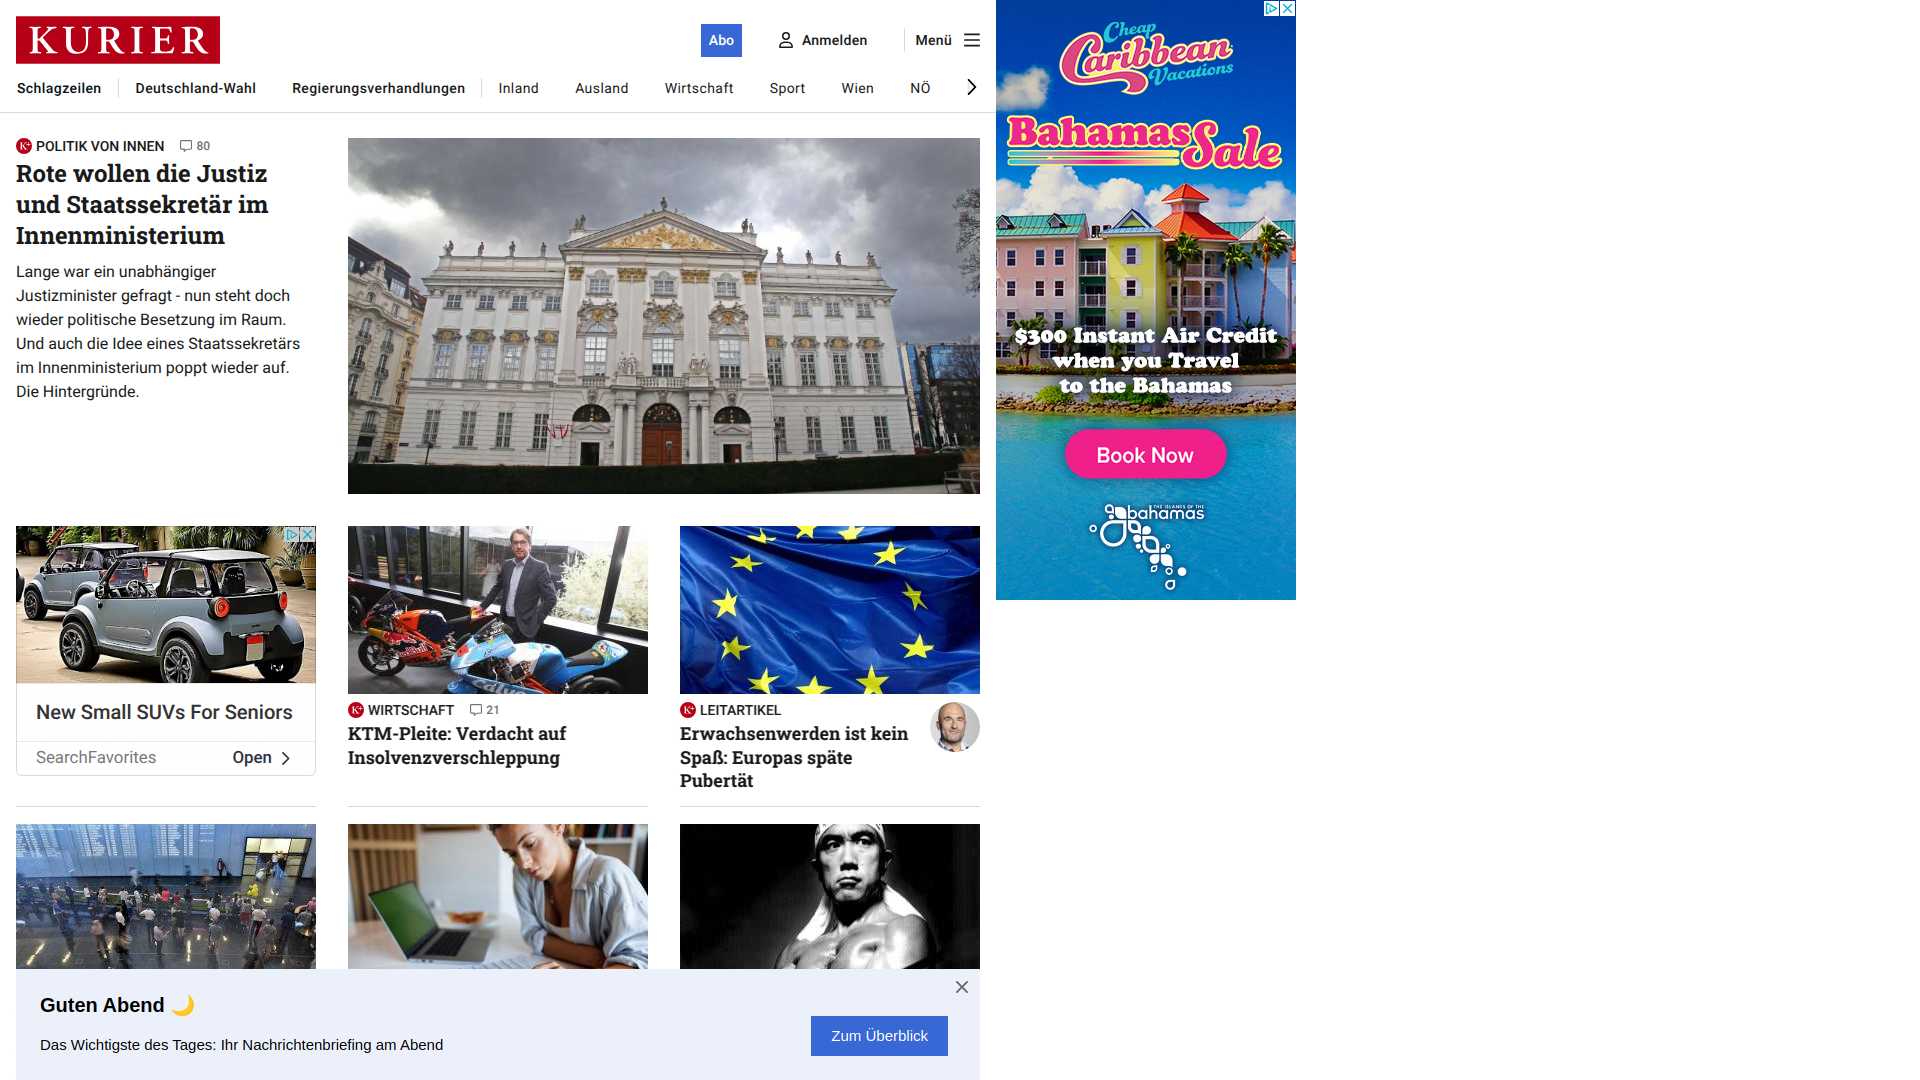 KURIER
Abo
Anmelden
Menü
Schlagzeilen
Deutschland-Wahl
Regierungsverhandlungen
Inland
Ausland
Wirtschaft
Sport
Wien
NÖ
POLITIK VON INNEN 80
Rote wollen die Justiz
und Staatssekretär im
Innenministerium
Lange war ein unabhängiger
Justizminister gefragt - nun steht doch
wieder politische Besetzung im Raum.
Und auch die Idee eines Staatssekretärs
im Innenministerium poppt wieder auf.
Die Hintergründe.
New Small SUVs For Seniors
SearchFavorites
Open
WIRTSCHAFT 21
KTM-Pleite: Verdacht auf
Insolvenzverschleppung
LEITARTIKEL
Erwachsenwerden ist kein
Spaß: Europas späte
Pubertät
Guten Abend 🌙
Das Wichtigste des Tages: Ihr Nachrichtenbriefing am Abend
Zum Überblick
Cheap
Caribbean
Vacations
Bahamas
Sale
$300 Instant Air Credit
when you Travel
to the Bahamas
Book Now
THE ISLANDS OF THE
bahamas